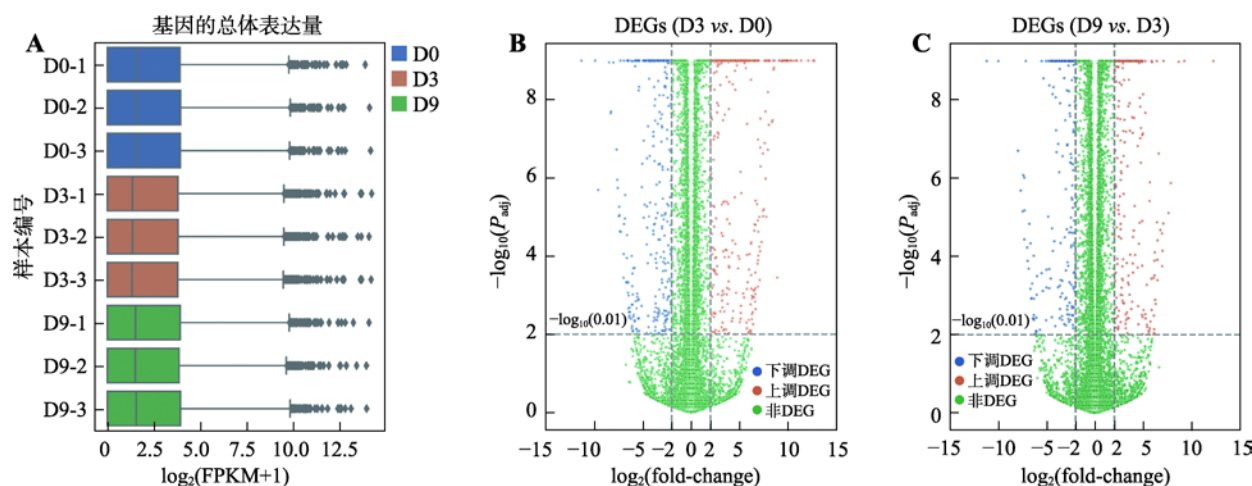 A
基因的总体表达量
D0
D3
D9
样本编号
D0-1
D0-2
D0-3
D3-1
D3-2
D3-3
D9-1
D9-2
D9-3
0.0 2.5 5.0 7.5 10.0 12.5
log₂(FPKM+1)
B
DEGs (D3 vs. D0)
−log₁₀(Padj)
8
6
4
2
0
−log₁₀(0.01)
下调DEG
上调DEG
非DEG
−15 −10 −5 −2 0 2 5 10 15
log₂(fold-change)
C
DEGs (D9 vs. D3)
−log₁₀(Padj)
8
6
4
2
0
−log₁₀(0.01)
下调DEG
上调DEG
非DEG
−15 −10 −5 −2 0 2 5 10 15
log₂(fold-change)